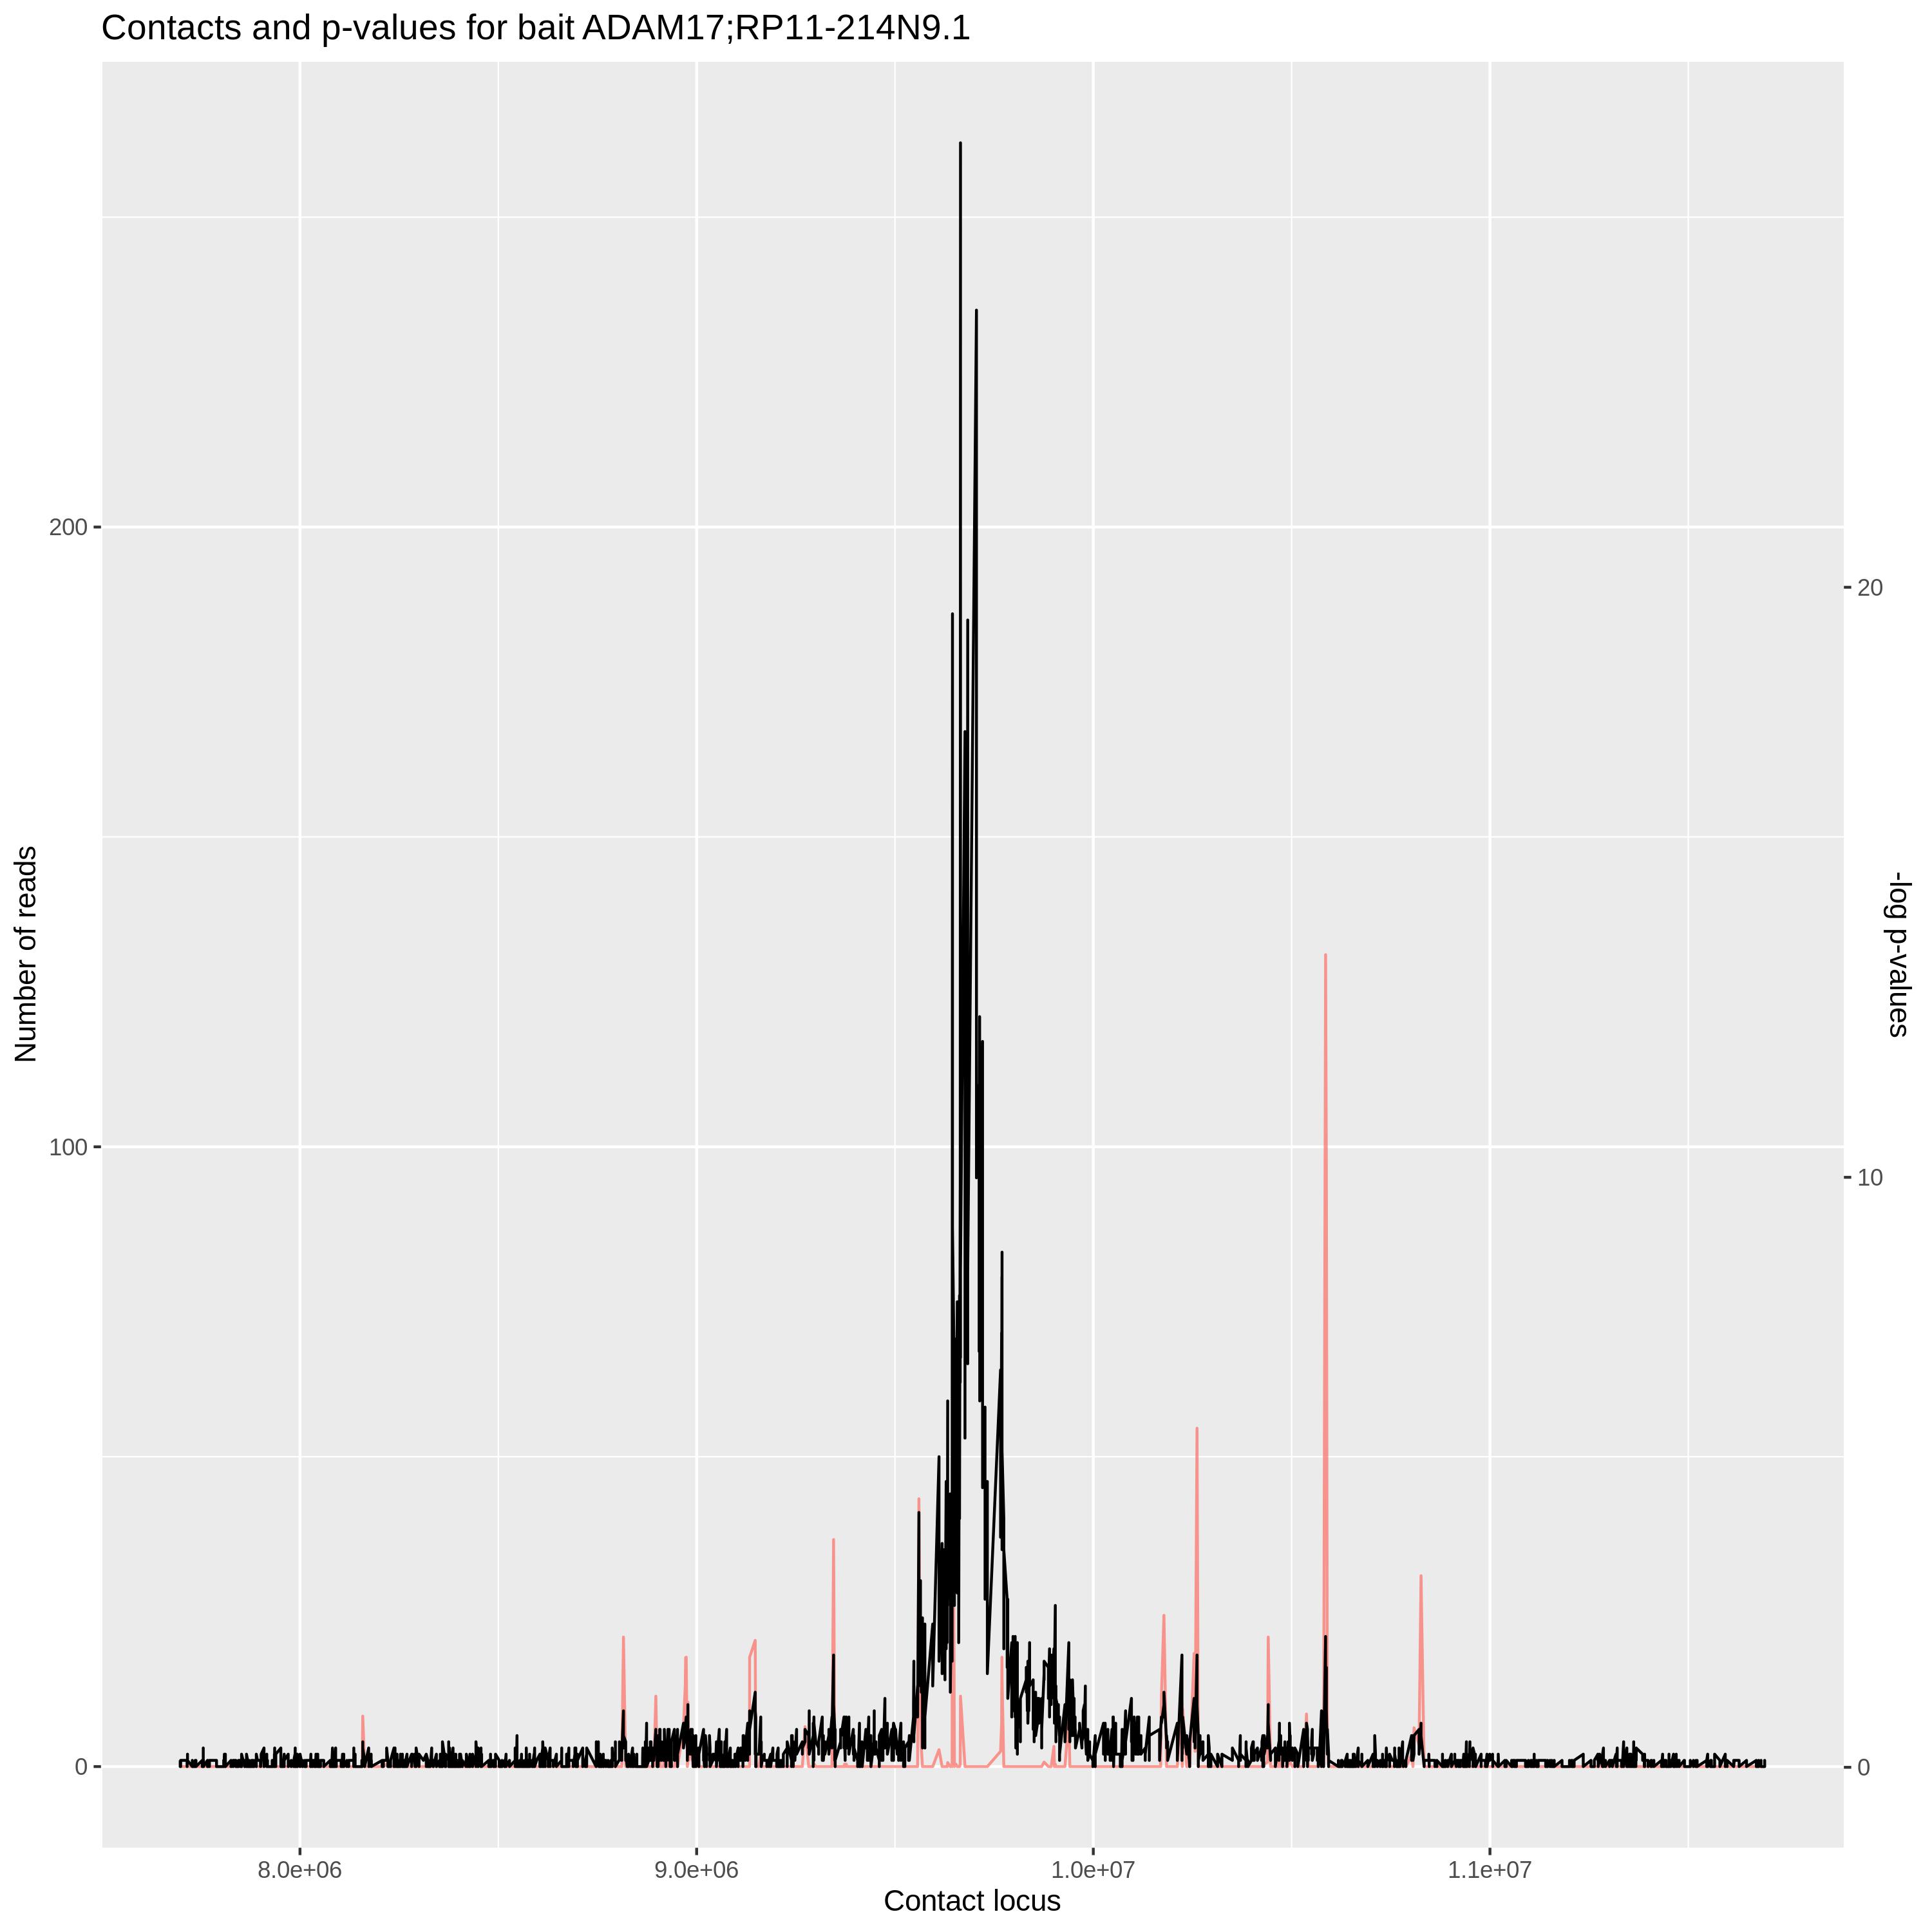 Contacts and p-values for bait ADAM17;RP11-214N9.1
200
100
0
Number of reads
20
10
0
-log p-values
8.0e+06
9.0e+06
1.0e+07
1.1e+07
Contact locus